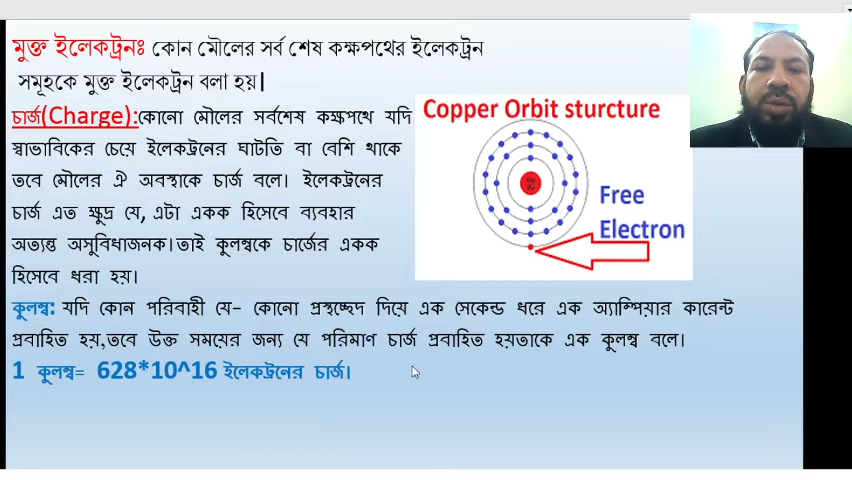 মুক্ত ইলেকট্রনঃ কোন মৌলের সর্ব শেষ কক্ষপথের ইলেকট্রন
সমূহকে মুক্ত ইলেকট্রন বলা হয়।
চার্জ(Charge):কোনো মৌলের সর্বশেষ কক্ষপথে যদি
স্বাভাবিকের চেয়ে ইলেকট্রনের ঘাটতি বা বেশি থাকে
তবে মৌলের ঐ অবস্থাকে চার্জ বলে। ইলেকট্রনের
চার্জ এত ক্ষুদ্র যে, এটা একক হিসেবে ব্যবহার
অত্যন্ত অসুবিধাজনক।তাই কুলম্বকে চার্জের একক
হিসেবে ধরা হয়।
Copper Orbit sturcture
Free
Electron
কুলম্ব: যদি কোন পরিবাহী যে- কোনো প্রস্থচ্ছেদ দিয়ে এক সেকেন্ড ধরে এক অ্যাম্পিয়ার কারেন্ট
প্রবাহিত হয়,তবে উক্ত সময়ের জন্য যে পরিমাণ চার্জ প্রবাহিত হয়তাকে এক কুলম্ব বলে।
1 কুলম্ব= 628*10^16 ইলেকট্রনের চার্জ।